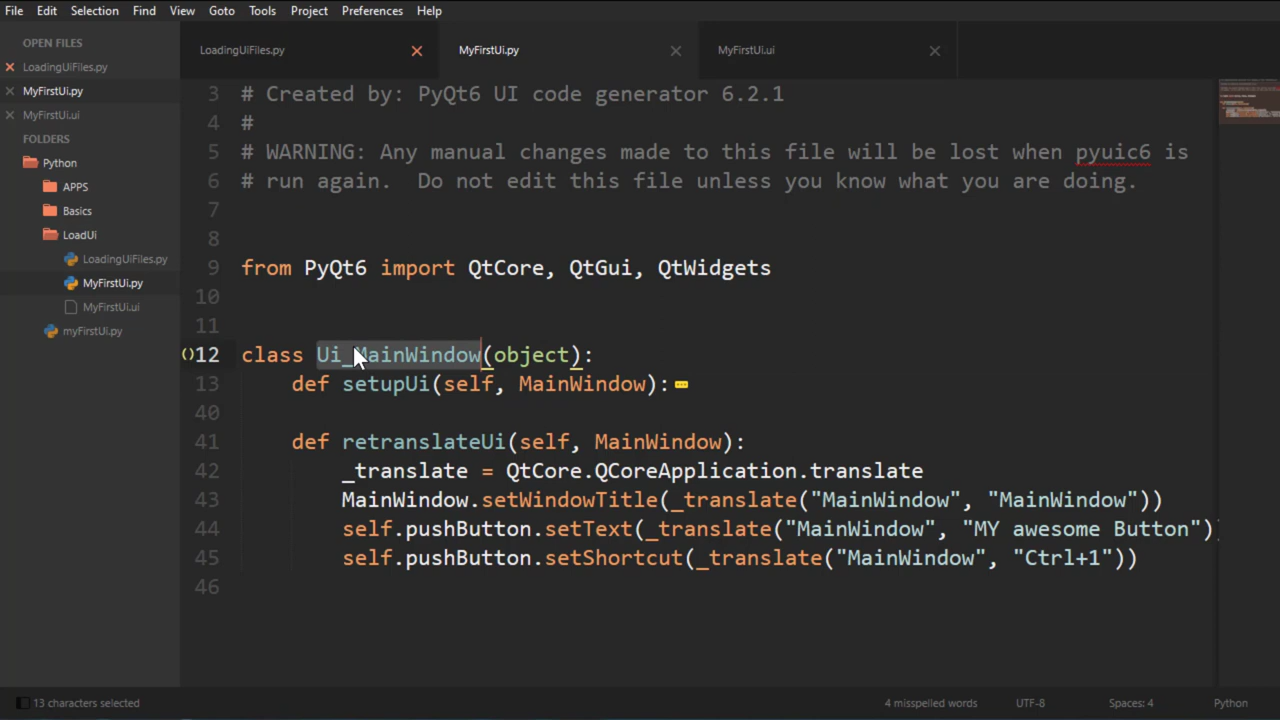 File Edit Selection Find View Goto Tools Project Preferences Help
OPEN FILES
LoadingUiFiles.py
MyFirstUi.py
MyFirstUi.ui
FOLDERS
Python
APPS
Basics
LoadUi
LoadingUiFiles.py
MyFirstUi.py
MyFirstUi.ui
myFirstUi.py
LoadingUiFiles.py MyFirstUi.py MyFirstUi.ui
3 # Created by: PyQt6 UI code generator 6.2.1
4 #
5 # WARNING: Any manual changes made to this file will be lost when pyuic6 is
6 # run again.  Do not edit this file unless you know what you are doing.
7
8
9 from PyQt6 import QtCore, QtGui, QtWidgets
10
11
12 class Ui_MainWindow(object):
13     def setupUi(self, MainWindow):
40
41     def retranslateUi(self, MainWindow):
42         _translate = QtCore.QCoreApplication.translate
43         MainWindow.setWindowTitle(_translate("MainWindow", "MainWindow"))
44         self.pushButton.setText(_translate("MainWindow", "MY awesome Button"))
45         self.pushButton.setShortcut(_translate("MainWindow", "Ctrl+1"))
46
13 characters selected 4 misspelled words UTF-8 Spaces: 4 Python